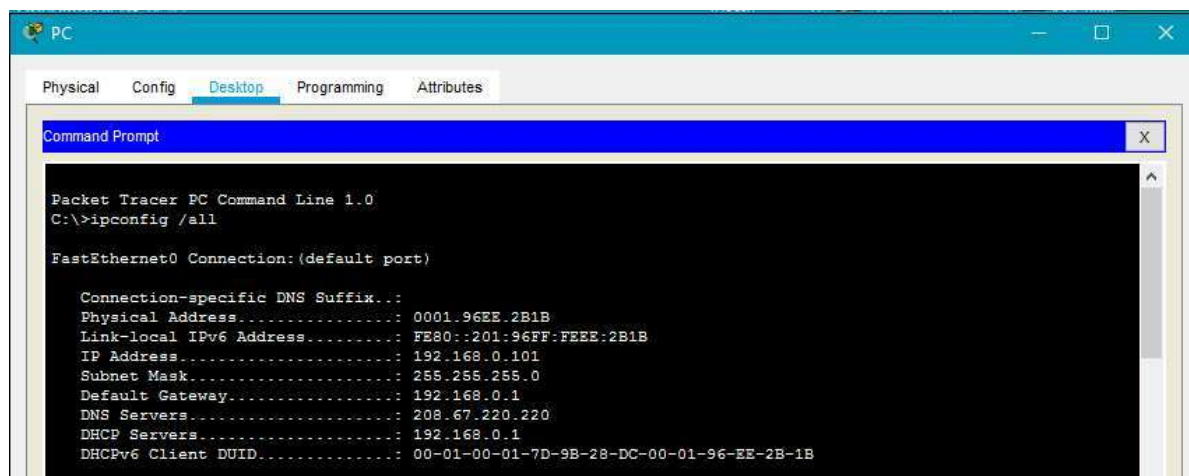 PC
Physical Config Desktop Programming Attributes
Command Prompt X
Packet Tracer PC Command Line 1.0
C:\>ipconfig /all
FastEthernet0 Connection:(default port)
Connection-specific DNS Suffix..:
Physical Address................: 0001.96EE.2B1B
Link-local IPv6 Address.........: FE80::201:96FF:FEEE:2B1B
IP Address......................: 192.168.0.101
Subnet Mask.....................: 255.255.255.0
Default Gateway.................: 192.168.0.1
DNS Servers.....................: 208.67.220.220
DHCP Servers....................: 192.168.0.1
DHCPv6 Client DUID..............: 00-01-00-01-7D-9B-28-DC-00-01-96-EE-2B-1B